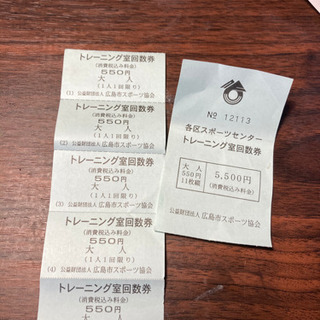 トレーニング室回数券
(消費税込み料金)
550円
大人
(1人1回限り)
(1) 公益財団法人 広島市スポーツ協会
トレーニング室回数券
(消費税込み料金)
550円
大人
(1人1回限り)
(2) 公益財団法人 広島市スポーツ協会
トレーニング室回数券
(消費税込み料金)
550円
大人
(1人1回限り)
(3) 公益財団法人 広島市スポーツ協会
トレーニング室回数券
(消費税込み料金)
550円
大人
(1人1回限り)
(4) 公益財団法人 広島市スポーツ協会
トレーニング室回数券
(消費税込み料金)
550円
大人
№ 12113
各区スポーツセンター
トレーニング室回数券
大人
550円
11枚組
5,500円
(消費税込み料金)
公益財団法人 広島市スポーツ協会